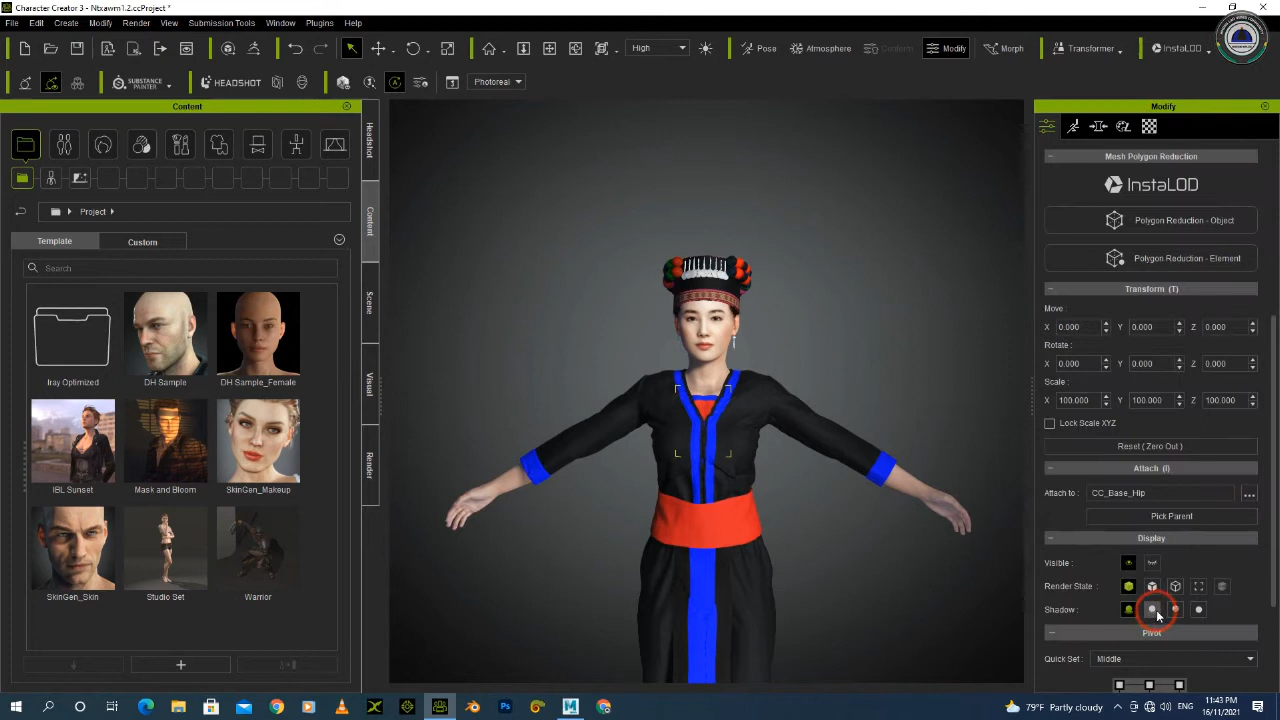 Character Creator 3 - Ntxawm1.2.ccProject *
File Edit Create Modify Render Submission Tools Window Plugins Help
High Pose Atmosphere Conform Modify Morph Transformer InstaLOD
SUBSTANCE PAINTER HEADSHOT Photoreal
Content
Project
Template Custom
Search
Iray Optimized DH Sample DH Sample_Female
IBL Sunset Mask and Bloom SkinGen_Makeup
SkinGen_Skin Studio Set Warrior
Headshot
Content
Scene
Visual
Render
Modify
Mesh Polygon Reduction
InstaLOD
Polygon Reduction - Object
Polygon Reduction - Element
Transform (T)
Move :
X 0.000 Y 0.000 Z 0.000
Rotate :
X 0.000 Y 0.000 Z 0.000
Scale :
X 100.000 Y 100.000 Z 100.000
Lock Scale XYZ
Reset ( Zero Out )
Attach (I)
Attach to : CC_Base_Hip ...
Pick Parent
Display
Visible :
Render State :
Shadow :
Pivot
Quick Set : Middle
79°F Partly cloudy ENG 11:43 PM
16/11/2021